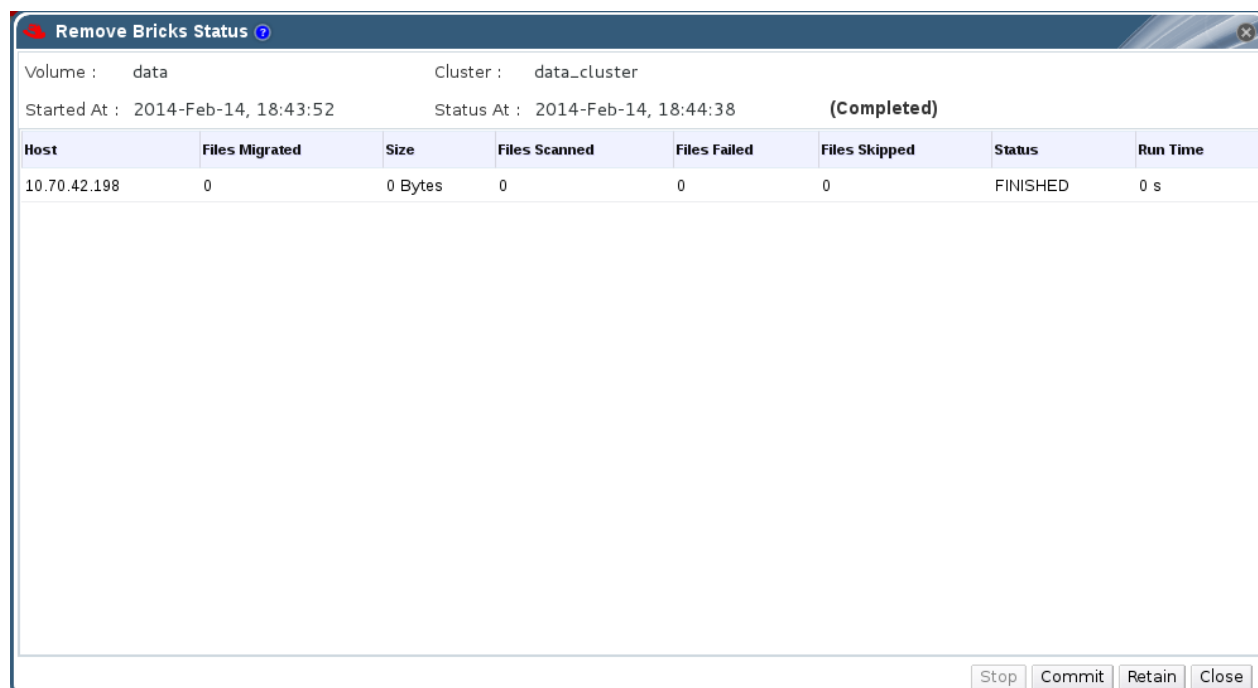 Remove Bricks Status ?
Volume : data Cluster : data_cluster
Started At : 2014-Feb-14, 18:43:52 Status At : 2014-Feb-14, 18:44:38 (Completed)
Host Files Migrated Size Files Scanned Files Failed Files Skipped Status Run Time
10.70.42.198 0 0 Bytes 0 0 0 FINISHED 0 s
Stop Commit Retain Close